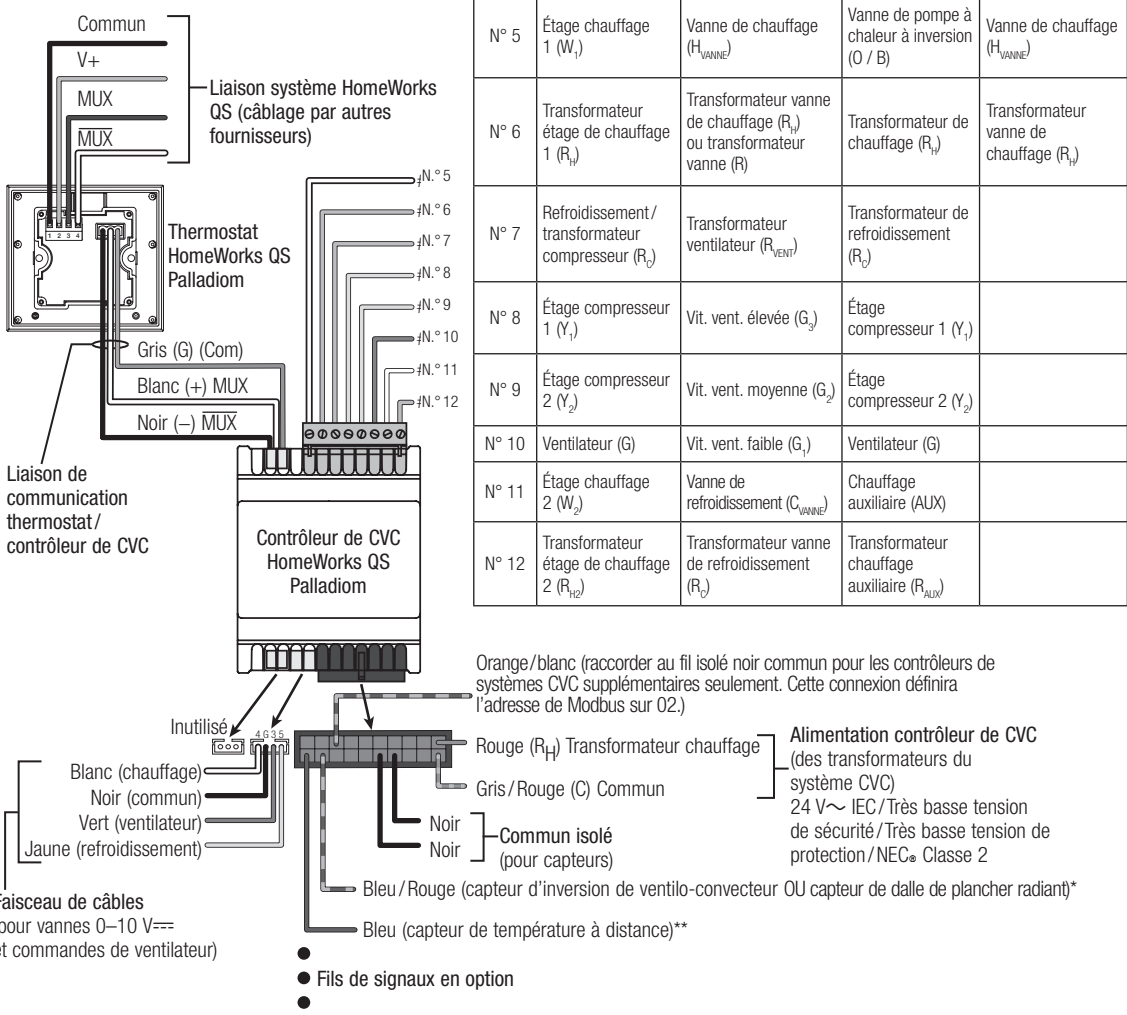 Commun
V+
MUX
MUX
Liaison système HomeWorks
QS (câblage par autres
fournisseurs)
1 2 3 4
Thermostat
HomeWorks QS
Palladiom
N.° 5
N.° 6
N.° 7
N.° 8
N.° 9
N.° 10
N.° 11
N.° 12
Gris (G) (Com)
Blanc (+) MUX
Noir (–) MUX
Liaison de
communication
thermostat/
contrôleur de CVC
Contrôleur de CVC
HomeWorks QS
Palladiom
N° 5
Étage chauffage
1 (W1)
Vanne de chauffage
(HVANNE)
Vanne de pompe à
chaleur à inversion
(O / B)
Vanne de chauffage
(HVANNE)
N° 6
Transformateur
étage de chauffage
1 (RH)
Transformateur vanne
de chauffage (RH)
ou transformateur
vanne (R)
Transformateur de
chauffage (RH)
Transformateur
vanne de
chauffage (RH)
N° 7
Refroidissement/
transformateur
compresseur (RC)
Transformateur
ventilateur (RVENT)
Transformateur de
refroidissement
(RC)
N° 8
Étage compresseur
1 (Y1)
Vit. vent. élevée (G3)
Étage
compresseur 1 (Y1)
N° 9
Étage compresseur
2 (Y2)
Vit. vent. moyenne (G2)
Étage
compresseur 2 (Y2)
N° 10
Ventilateur (G)
Vit. vent. faible (G1)
Ventilateur (G)
N° 11
Étage chauffage
2 (W2)
Vanne de
refroidissement (CVANNE)
Chauffage
auxiliaire (AUX)
N° 12
Transformateur
étage de chauffage
2 (RH2)
Transformateur vanne
de refroidissement
(RC)
Transformateur
chauffage
auxiliaire (RAUX)
Orange/blanc (raccorder au fil isolé noir commun pour les contrôleurs de
systèmes CVC supplémentaires seulement. Cette connexion définira
l’adresse de Modbus sur 02.)
Inutilisé
4 G 3 5
Blanc (chauffage)
Noir (commun)
Vert (ventilateur)
Jaune (refroidissement)
Faisceau de câbles
pour vannes 0–10 V⎓
et commandes de ventilateur)
Rouge (RH) Transformateur chauffage
Gris/Rouge (C) Commun
Alimentation contrôleur de CVC
(des transformateurs du
système CVC)
24 V~ IEC/Très basse tension
de sécurité/Très basse tension de
protection/NEC® Classe 2
Noir
Noir
Commun isolé
(pour capteurs)
Bleu/Rouge (capteur d’inversion de ventilo-convecteur OU capteur de dalle de plancher radiant)*
Bleu (capteur de température à distance)**
● Fils de signaux en option